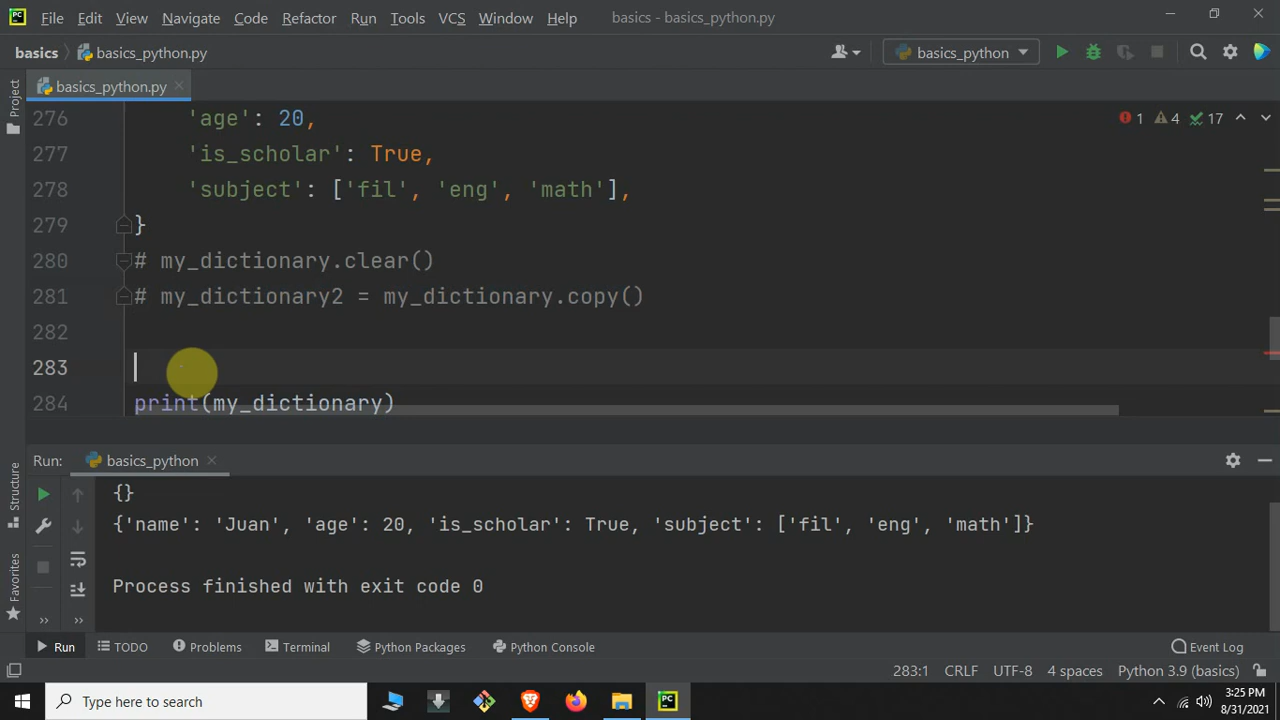 File Edit View Navigate Code Refactor Run Tools VCS Window Help basics - basics_python.py
basics basics_python.py basics_python
basics_python.py
Project
276 'age': 20, 1 4 17
277 'is_scholar': True,
278 'subject': ['fil', 'eng', 'math'],
279 }
280 # my_dictionary.clear()
281 # my_dictionary2 = my_dictionary.copy()
282
283
284 print(my_dictionary)
Run: basics_python
Structure
{}
{'name': 'Juan', 'age': 20, 'is_scholar': True, 'subject': ['fil', 'eng', 'math']}
Process finished with exit code 0
Favorites
Run TODO Problems Terminal Python Packages Python Console Event Log
283:1 CRLF UTF-8 4 spaces Python 3.9 (basics)
Type here to search
3:25 PM
8/31/2021